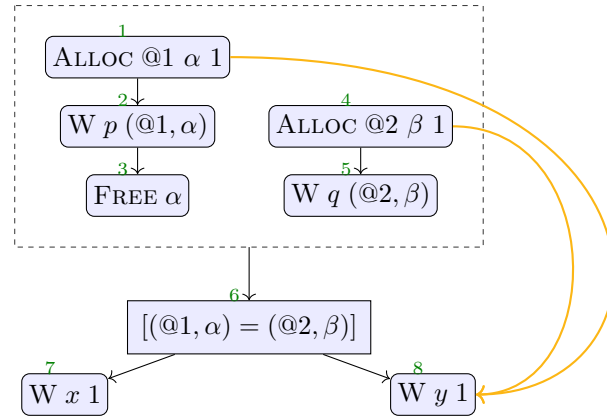 1
ALLOC @1 α 1
2
W p (@1, α)
3
FREE α
4
ALLOC @2 β 1
5
W q (@2, β)
6
[(@1, α) = (@2, β)]
7
W x 1
8
W y 1